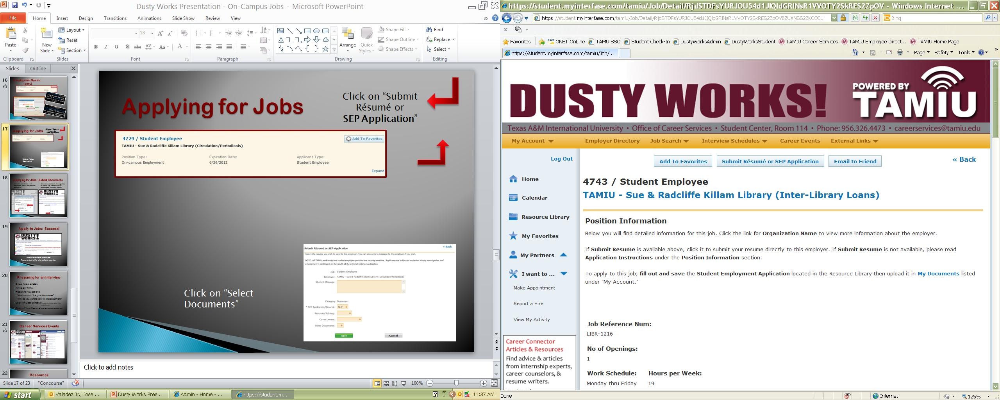 Dusty Works Presentation - On-Campus Jobs - Microsoft PowerPoint
File Home Insert Design Transitions Animations Slide Show Review View
Paste
Clipboard
New Slide
Layout
Reset
Section
Slides
18
Font
Paragraph
Arrange
Quick Styles
Shape Fill
Shape Outline
Shape Effects
Drawing
Find
Replace
Select
Editing
Slides Outline
16
Employment Search
(cont.)
17
Applying for Jobs
18
Applying for Jobs: Submit Documents
19
Apply to Jobs: Success!
20
Preparing for an Interview
Dress Appropriately
Arrive on Time
Prepare for Questions
Copy of Class Schedule
Copy of Your Resume
21
Career Services Events
22
Resources
Applying for Jobs
Click on “Submit
Résumé or
SEP Application”
4729 / Student Employee
Add To Favorites
TAMIU - Sue & Radcliffe Killam Library (Circulation/Periodicals)
Position Type: Expiration Date: Applicant Type:
On-campus Employment 6/29/2012 Student Employee
Expand
Click on “Select
Documents”
« Back
Submit Résumé or SEP Application
Select the resume you wish to send to this employer. You can also enter a message to this employer if you wish.
NOTE: All TAMIU work-study and student employee positions are security-sensitive. Applicants are subject to a criminal history investigation, and
employment is contingent on the results of the criminal history investigation.
Job: Student Employee
Employer: TAMIU - Sue & Radcliffe Killam Library (Circulation/Periodicals)
Student Message:
Category Document
* SEP Application/Résumé: SEP
Résumés/Job App:
Cover Letters:
Other Documents:
Save Cancel
Click to add notes
Slide 17 of 23 "Concourse" 100%
start Valadez Jr., Jose ... Dusty Works Pres... Admin - Home - ... https://student.m... 11:37 AM
https://student.myinterfase.com/tamiu/Job/Detail/RjdSTDFsYURJOU54d1JIQldGRlNsR1VVOTY2SkRES2ZpOV - Windows Internet ...
https://student.myinterfase.com/tamiu/Job/Detail/RjdSTDFsYURJOU54d1JIQldGRlNsR1VVOTY2SkRES2ZpOVBZUXNSS2ZKOD01
Bing
Favorites ONET OnLine TAMU SSO Student Check-In DustyWorksAdmin DustyWorksStudent TAMIU Career Services TAMIU Employee Direct... TAMIU Home Page
https://student.myinterfase.com/tamiu/Job/...
Page Safety Tools
DUSTY WORKS!
POWERED BY
TAMIU
Texas A&M International University • Office of Career Services • Student Center, Room 114 • Phone: 956.326.4473 • careerservices@tamiu.edu
My Account Employer Directory Job Search Interview Schedules Career Events External Links
Log Out
Home
Calendar
Resource Library
My Favorites
My Partners
I want to ...
Make Appointment
Report a Hire
View My Activity
Career Connector
Articles & Resources
Find advice & articles
from internship experts,
career counselors, &
resume writers.
Add To Favorites Submit Résumé or SEP Application Email to Friend « Back
4743 / Student Employee
TAMIU - Sue & Radcliffe Killam Library (Inter-Library Loans)
Position Information
Below you will find detailed information for this job. Click the link for Organization Name to view more information about the employer.
If Submit Resume is available above, click it to submit your resume directly to this employer. If Submit Resume is not available, please read
Application Instructions under the Position Information section.
To apply to this job, fill out and save the Student Employment Application located in the Resource Library then upload it in My Documents listed
under "My Account."
Job Reference Num:
LIBR-1216
No of Openings:
1
Work Schedule: Hours per Week:
Monday thru Friday 19
Done Internet 125%